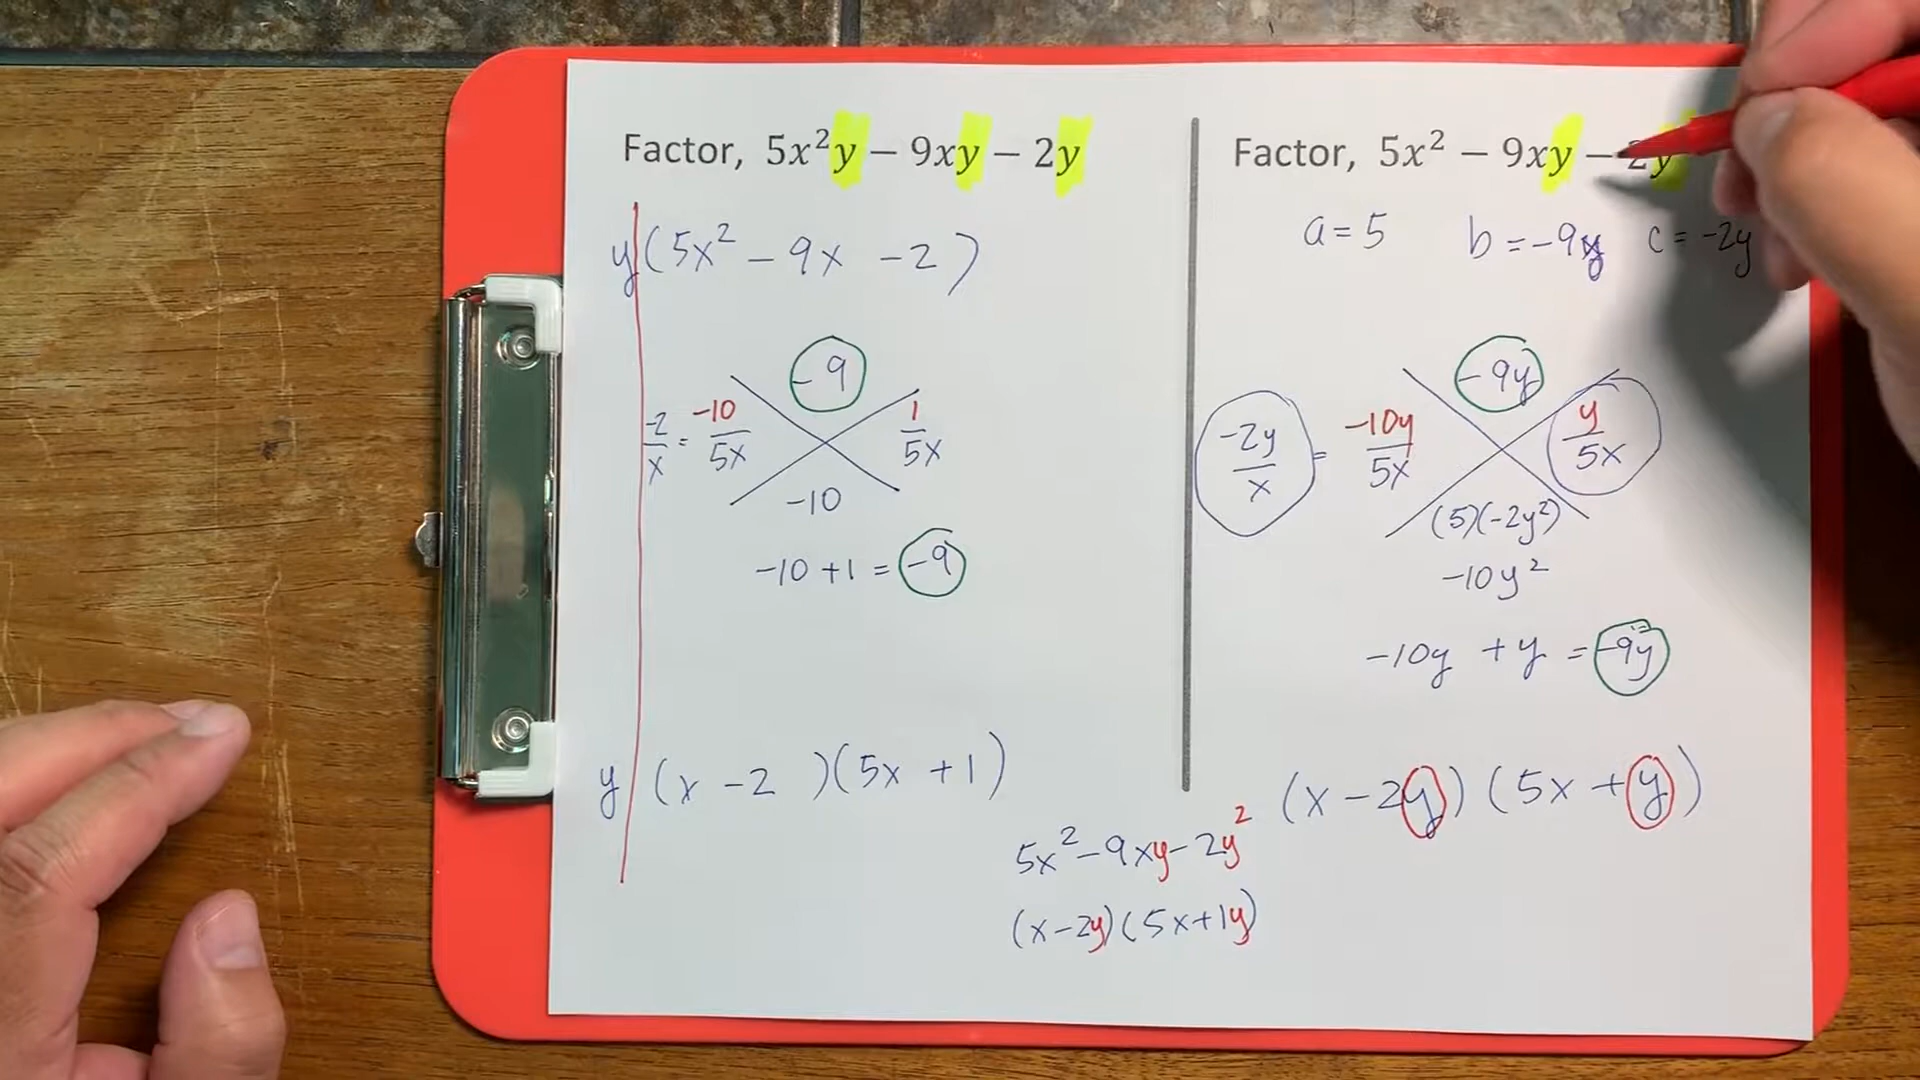 Factor, 5x² y – 9xy – 2y
y(5x² – 9x – 2)
-9
-2/x = -10/5x
1/5x
-10
-10 + 1 = -9
y (x – 2)(5x + 1)
Factor, 5x² – 9xy – 2y
a = 5 b = -9y c = -2y
-9y
-2y/x = -10y/5x
y/5x
(5)(-2y²)
-10y²
-10y + y = -9y
(x – 2y)(5x + y)
5x² – 9xy – 2y²
(x – 2y)(5x + 1y)